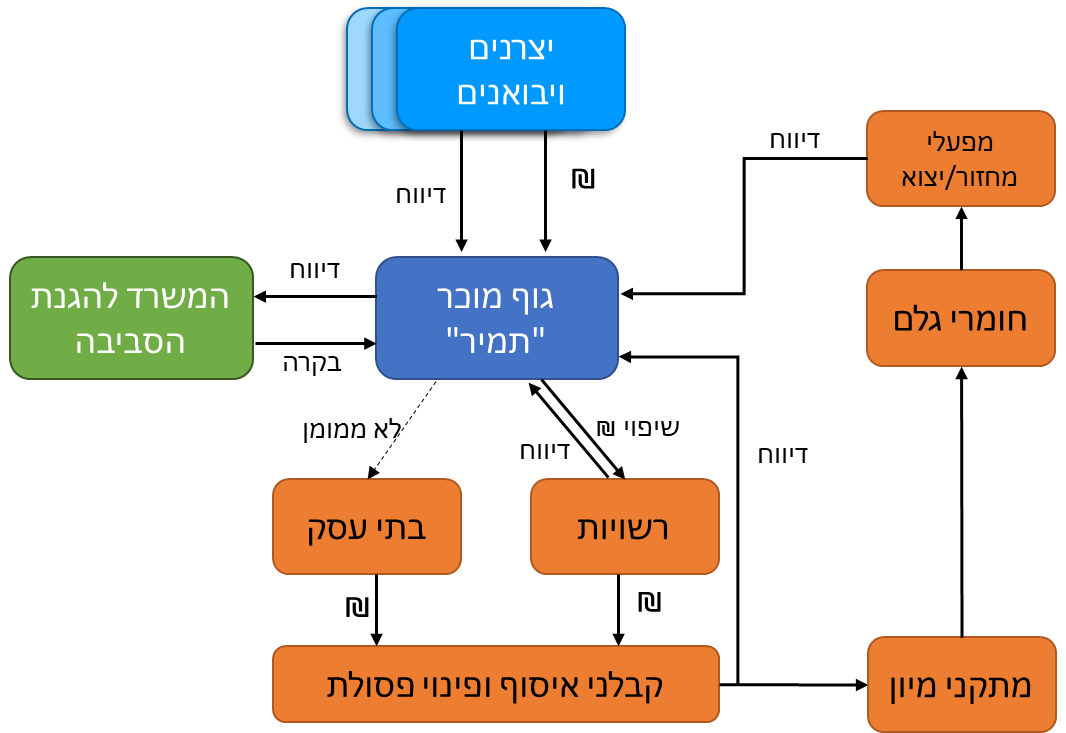 יצרנים
ויבואנים
דיווח
מפעלי
מחזור/יצוא
₪
דיווח
דיווח
המשרד להגנת
הסביבה
גוף מוכר
"תמיר"
חומרי גלם
בקרה
שיפוי ₪
לא ממומן
דיווח
דיווח
רשויות
בתי עסק
₪
₪
קבלני איסוף ופינוי פסולת
מתקני מיון